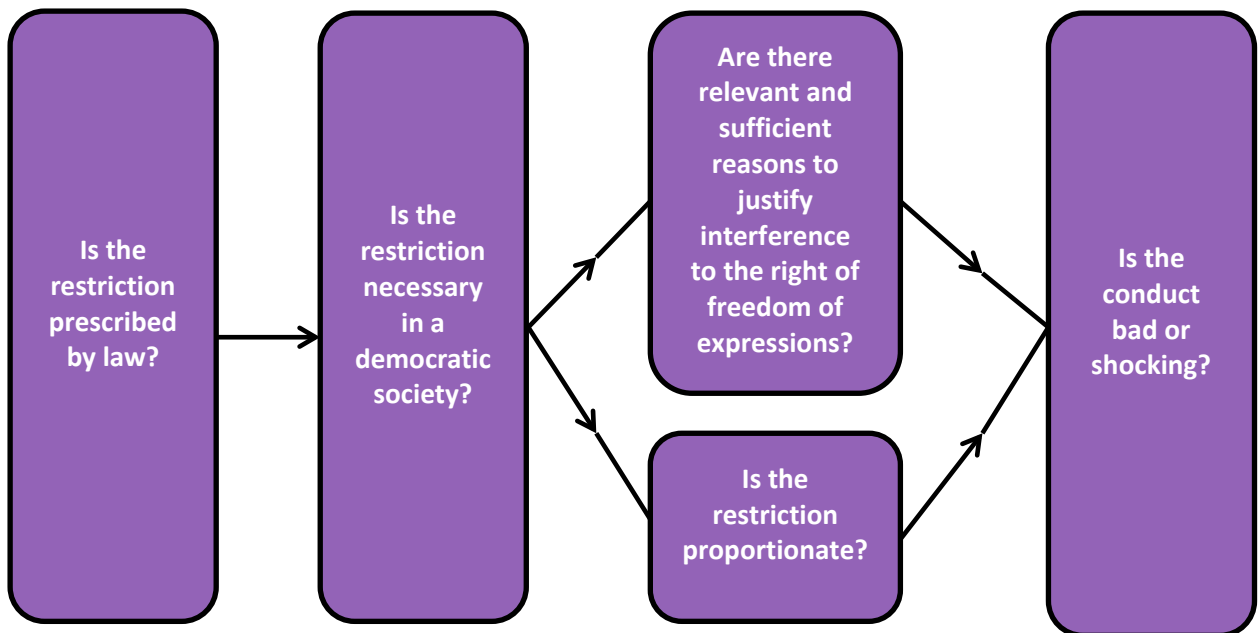 Is the
restriction
prescribed
by law?
Is the
restriction
necessary
in a
democratic
society?
Are there
relevant and
sufficient
reasons to
justify
interference
to the right of
freedom of
expressions?
Is the
restriction
proportionate?
Is the
conduct
bad or
shocking?